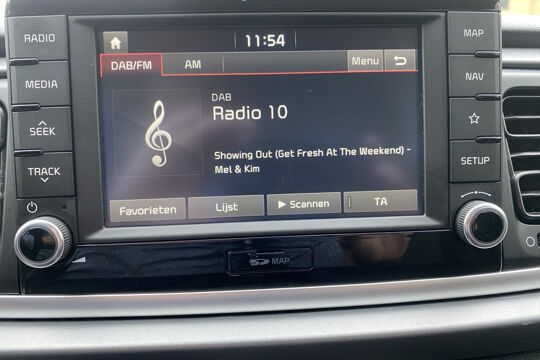 RADIO
MEDIA
SEEK
TRACK
11:54
DAB/FM
AM
Menu
DAB
Radio 10
Showing Out (Get Fresh At The Weekend) -
Mel & Kim
Favorieten
Lijst
Scannen
TA
MAP
NAV
SETUP
SD MAP